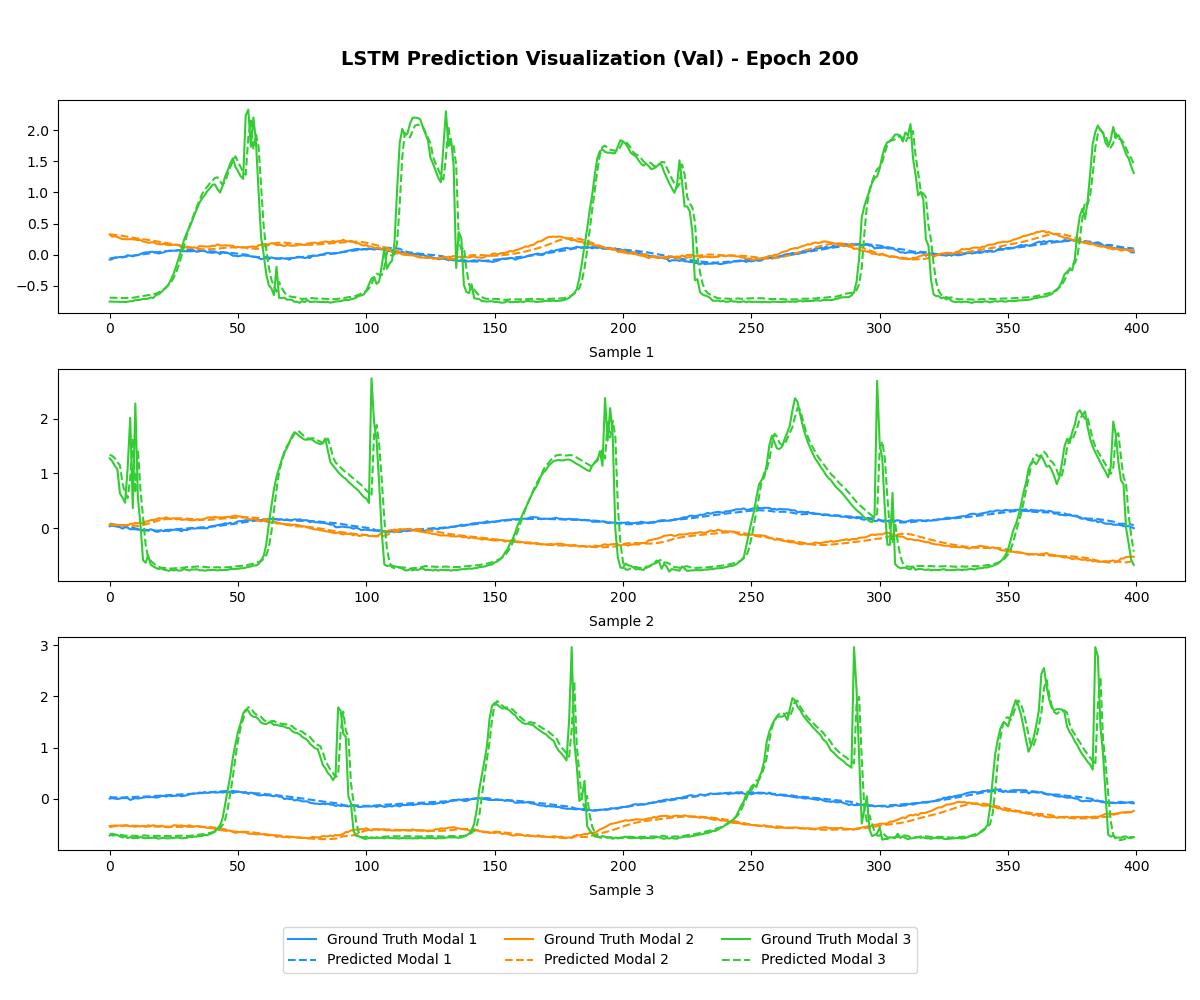 LSTM Prediction Visualization (Val) - Epoch 200
2.0
1.5
1.0
0.5
0.0
−0.5
0 50 100 150 200 250 300 350 400
Sample 1
2
1
0
0 50 100 150 200 250 300 350 400
Sample 2
3
2
1
0
0 50 100 150 200 250 300 350 400
Sample 3
Ground Truth Modal 1 Ground Truth Modal 2 Ground Truth Modal 3
Predicted Modal 1 Predicted Modal 2 Predicted Modal 3